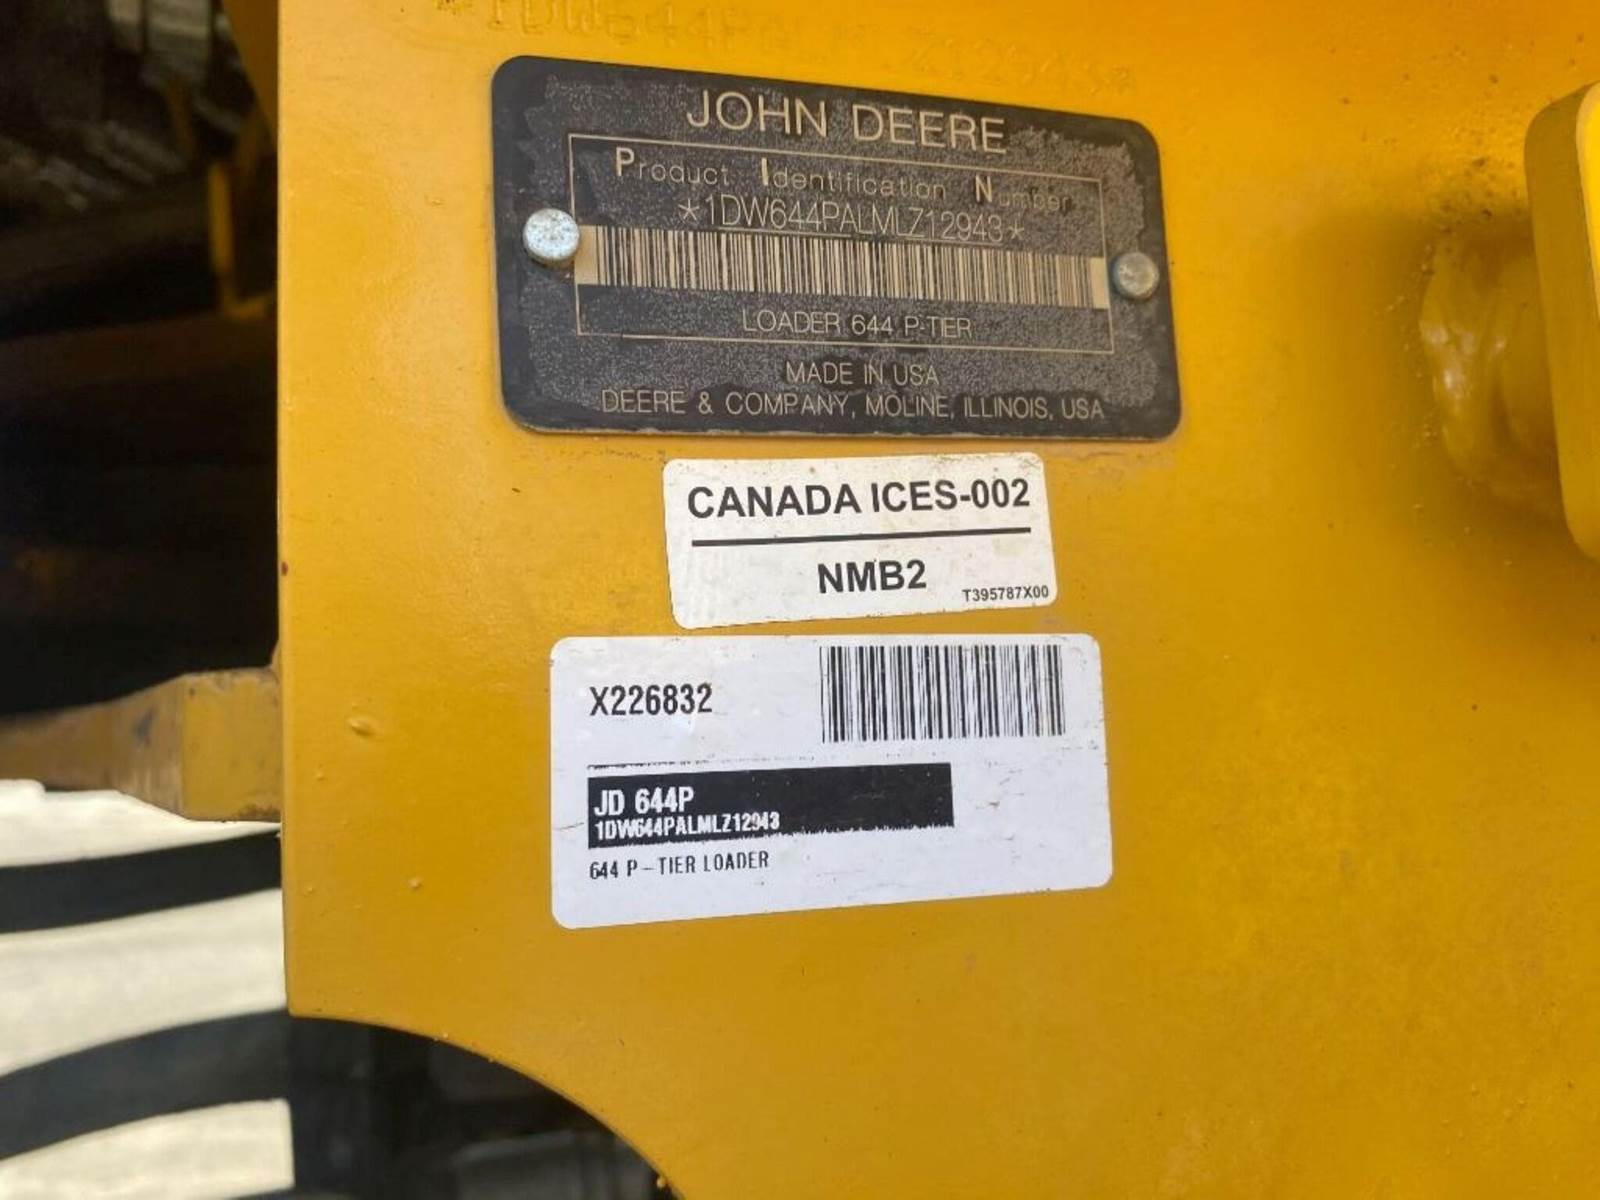 *1DW644PALMLZ12943*
JOHN DEERE
Product Identification Number
*1DW644PALMLZ12943*
LOADER 644 P-TIER
MADE IN USA
DEERE & COMPANY, MOLINE, ILLINOIS, USA
CANADA ICES-002
NMB2
T395787X00
X226832
JD 644P
1DW644PALMLZ12943
644 P-TIER LOADER